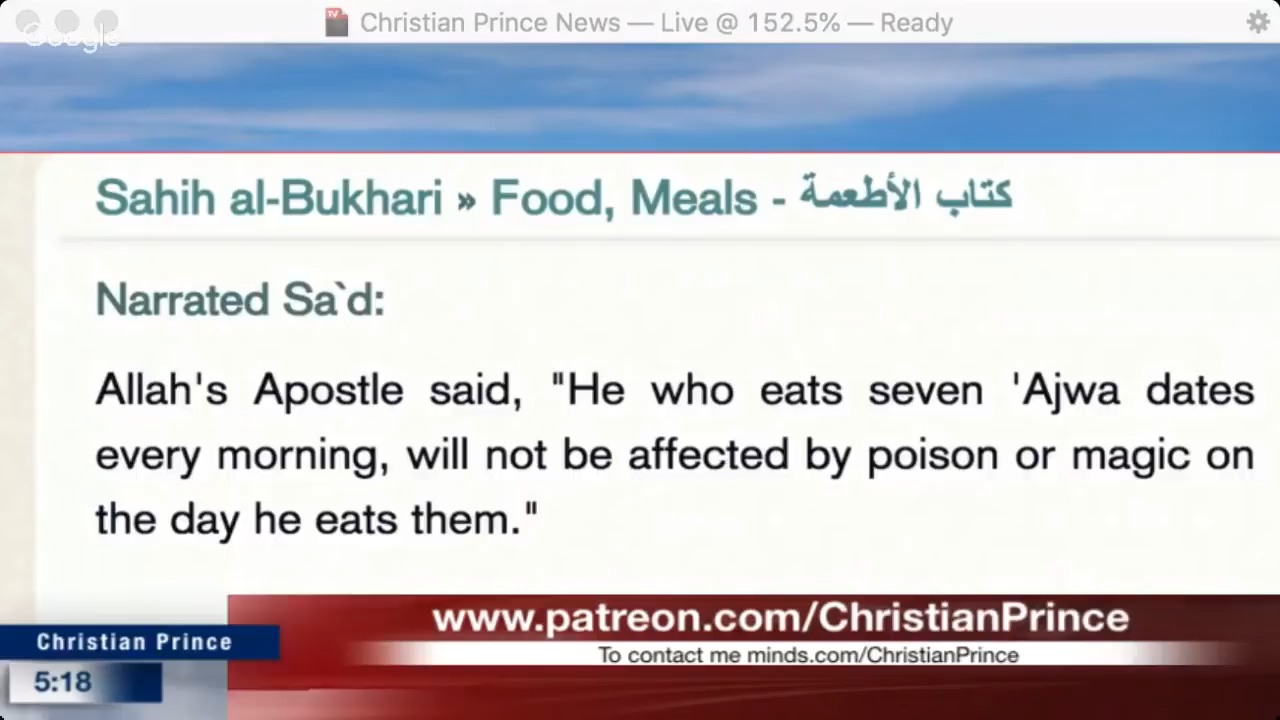 Christian Prince News — Live @ 152.5% — Ready
Google
Sahih al-Bukhari » Food, Meals - كتاب الأطعمة
Narrated Sa`d:
Allah's Apostle said, "He who eats seven 'Ajwa dates
every morning, will not be affected by poison or magic on
the day he eats them."
www.patreon.com/ChristianPrince
Christian Prince
To contact me minds.com/ChristianPrince
5:18